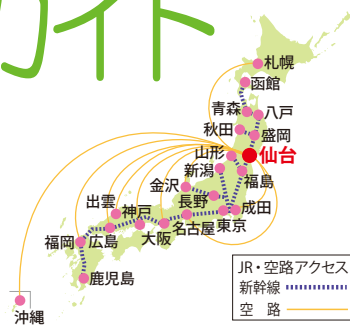 ガイト
札幌
函館
青森
八戸
秋田
盛岡
山形
仙台
新潟
福島
金沢
長野
成田
出雲
神戸
東京
名古屋
福岡
広島
大阪
鹿児島
沖縄
JR・空路アクセス
新幹線
空 路